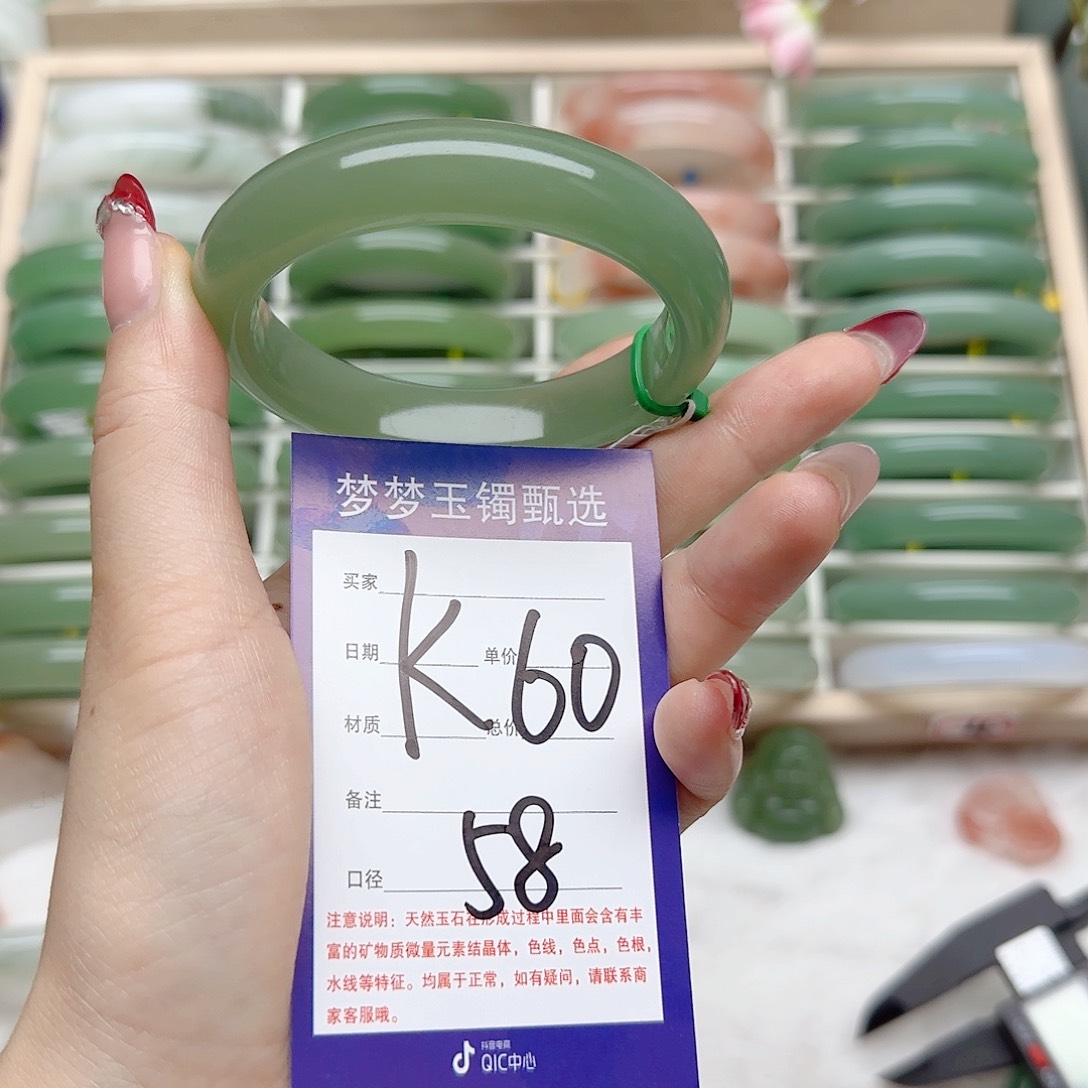 梦梦玉镯甄选
买家
日期 单价
K60
材质 总价
备注
58
口径
注意说明：天然玉石在形成过程中里面会含有丰
富的矿物质微量元素结晶体，色线，色点，色根，
水线等特征。均属于正常，如有疑问，请联系商
家客服哦。
抖音电商
QIC中心